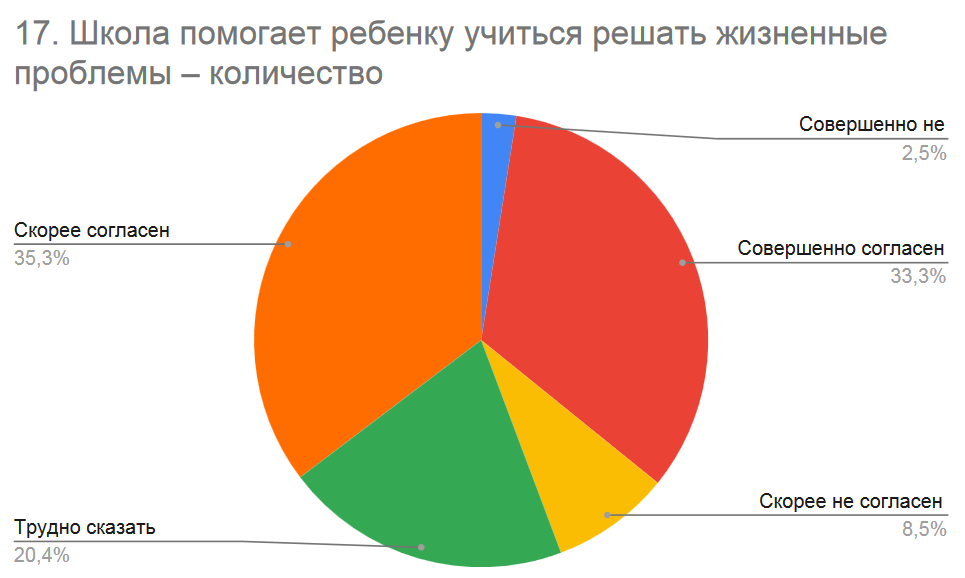 17. Школа помогает ребенку учиться решать жизненные
проблемы – количество
Совершенно не
2,5%
Скорее согласен
35,3%
Совершенно согласен
33,3%
Скорее не согласен
8,5%
Трудно сказать
20,4%